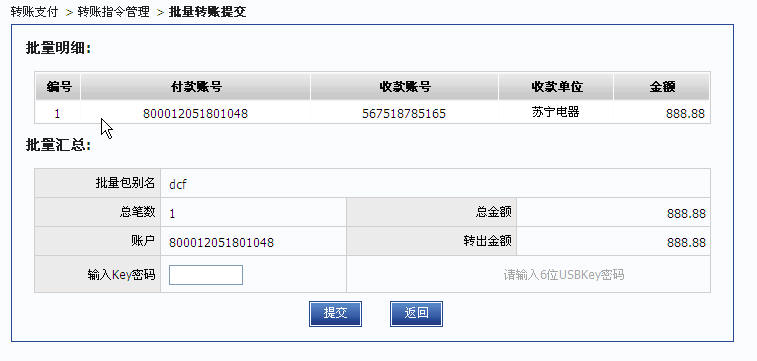 转账支付 > 转账指令管理 > 批量转账提交
批量明细:
编号 付款账号 收款账号 收款单位 金额
1 800012051801048 567518785165 苏宁电器 888.88
批量汇总:
批量包别名 dcf
总笔数 1 总金额 888.88
账户 800012051801048 转出金额 888.88
输入Key密码 请输入6位USBKey密码
提交 返回